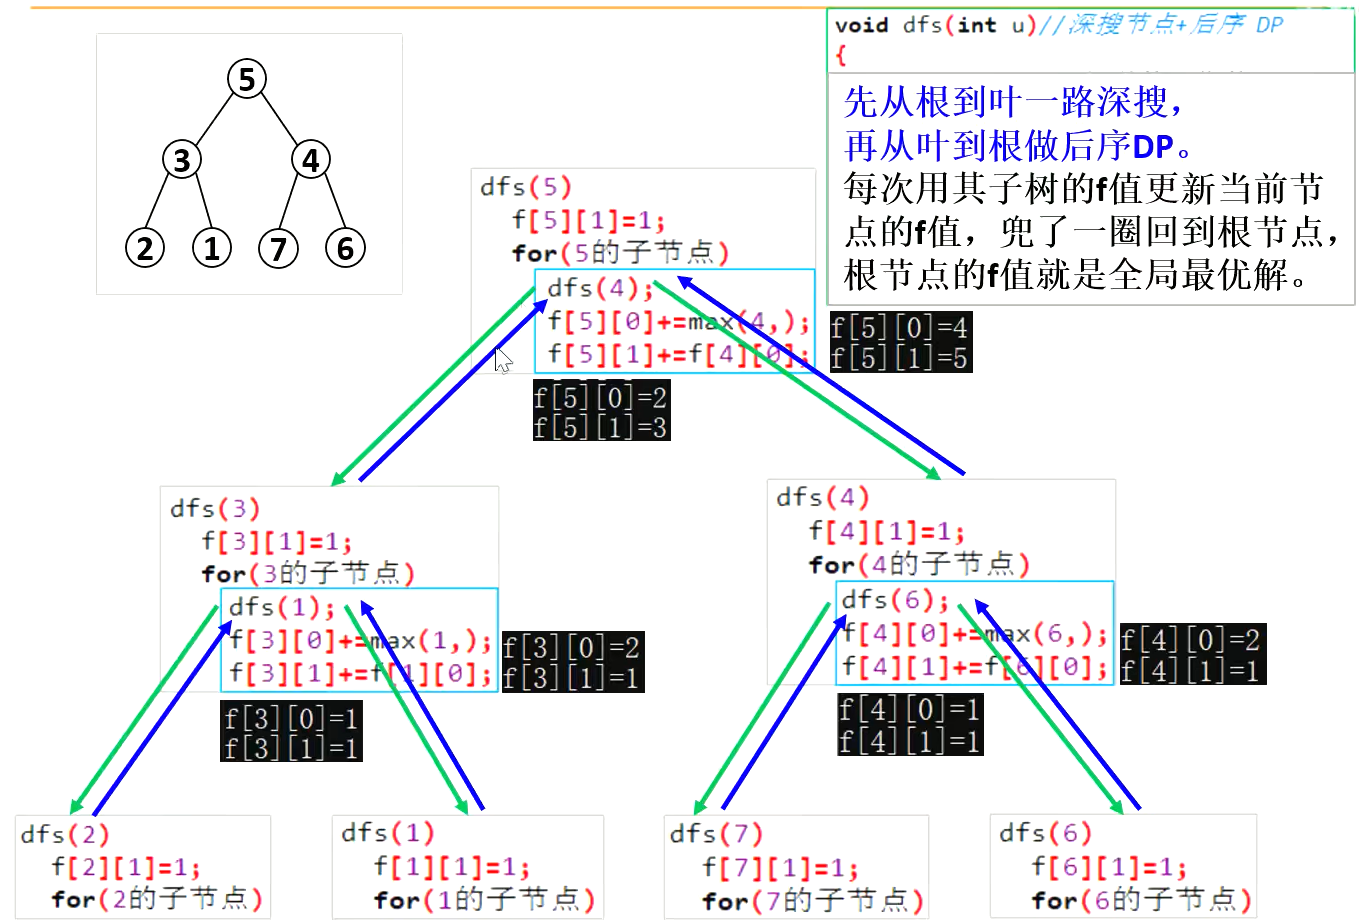 void dfs(int u)//深搜节点+后序 DP
{
先从根到叶一路深搜，
再从叶到根做后序DP。
每次用其子树的f值更新当前节
点的f值，兜了一圈回到根节点，
根节点的f值就是全局最优解。
5
3
4
2
1
7
6
dfs(5)
f[5][1]=1;
for(5的子节点)
dfs(4);
f[5][0]+=max(4,);
f[5][1]+=f[4][0];
f[5][0]=4
f[5][1]=5
f[5][0]=2
f[5][1]=3
dfs(3)
f[3][1]=1;
for(3的子节点)
dfs(1);
f[3][0]+=max(1,);
f[3][1]+=f[1][0];
f[3][0]=2
f[3][1]=1
f[3][0]=1
f[3][1]=1
dfs(4)
f[4][1]=1;
for(4的子节点)
dfs(6);
f[4][0]+=max(6,);
f[4][1]+=f[6][0];
f[4][0]=2
f[4][1]=1
f[4][0]=1
f[4][1]=1
dfs(2)
f[2][1]=1;
for(2的子节点)
dfs(1)
f[1][1]=1;
for(1的子节点)
dfs(7)
f[7][1]=1;
for(7的子节点)
dfs(6)
f[6][1]=1;
for(6的子节点)